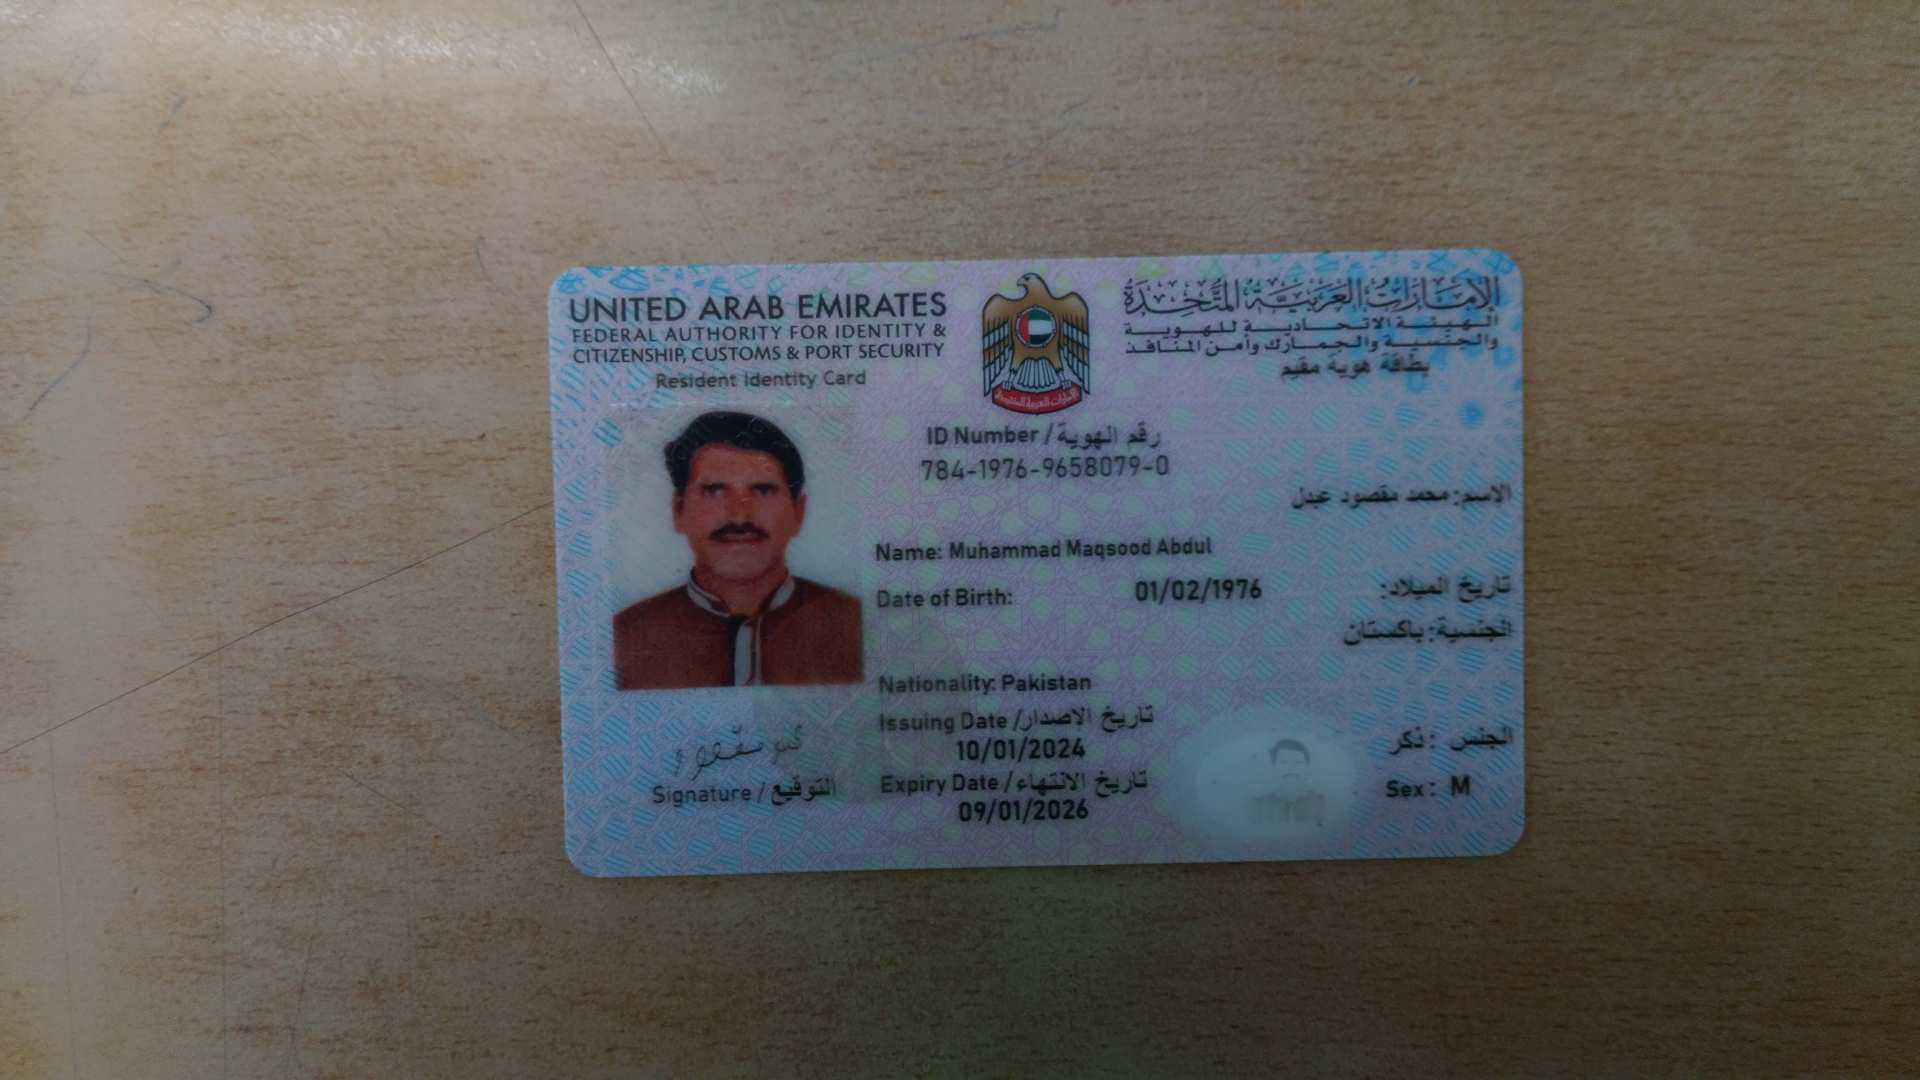 UNITED ARAB EMIRATES
FEDERAL AUTHORITY FOR IDENTITY &
CITIZENSHIP, CUSTOMS & PORT SECURITY
Resident Identity Card
الإمارات العربية المتحدة
الهيئة الاتحادية للهوية
والجنسية والجمارك وأمن المنافذ
بطاقة هوية مقيم
ID Number / رقم الهوية
784-1976-9658079-0
الاسم: محمد مقصود عبدل
Name: Muhammad Maqsood Abdul
Date of Birth: 01/02/1976 تاريخ الميلاد:
الجنسية: باكستان
Nationality: Pakistan
Issuing Date / تاريخ الاصدار
10/01/2024
الجنس : ذكر
Expiry Date / تاريخ الانتهاء
09/01/2026
Sex : M
Signature / التوقيع